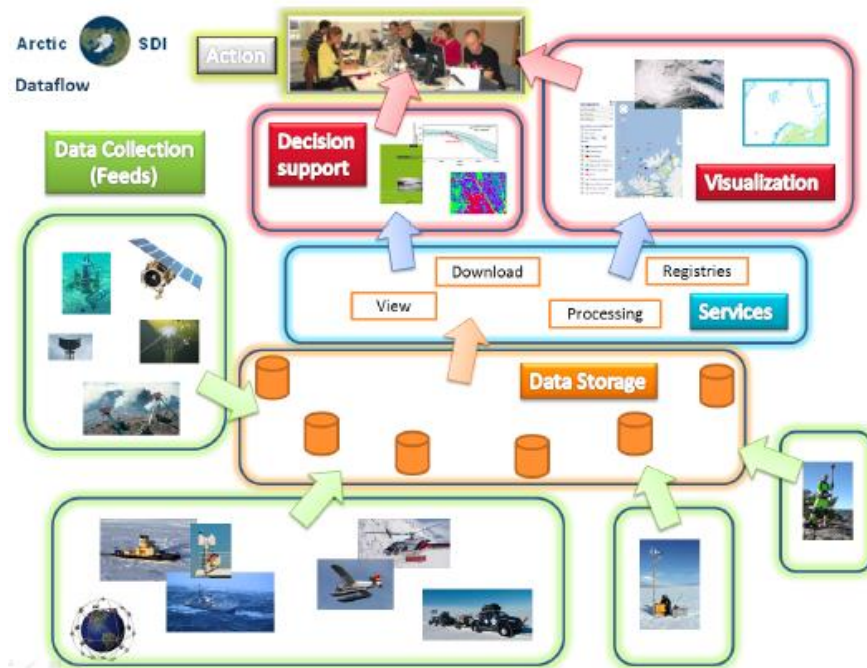 Arctic SDI
Dataflow
Action
Data Collection
(Feeds)
Decision
support
Visualization
Download
Registries
View
Processing
Services
Data Storage